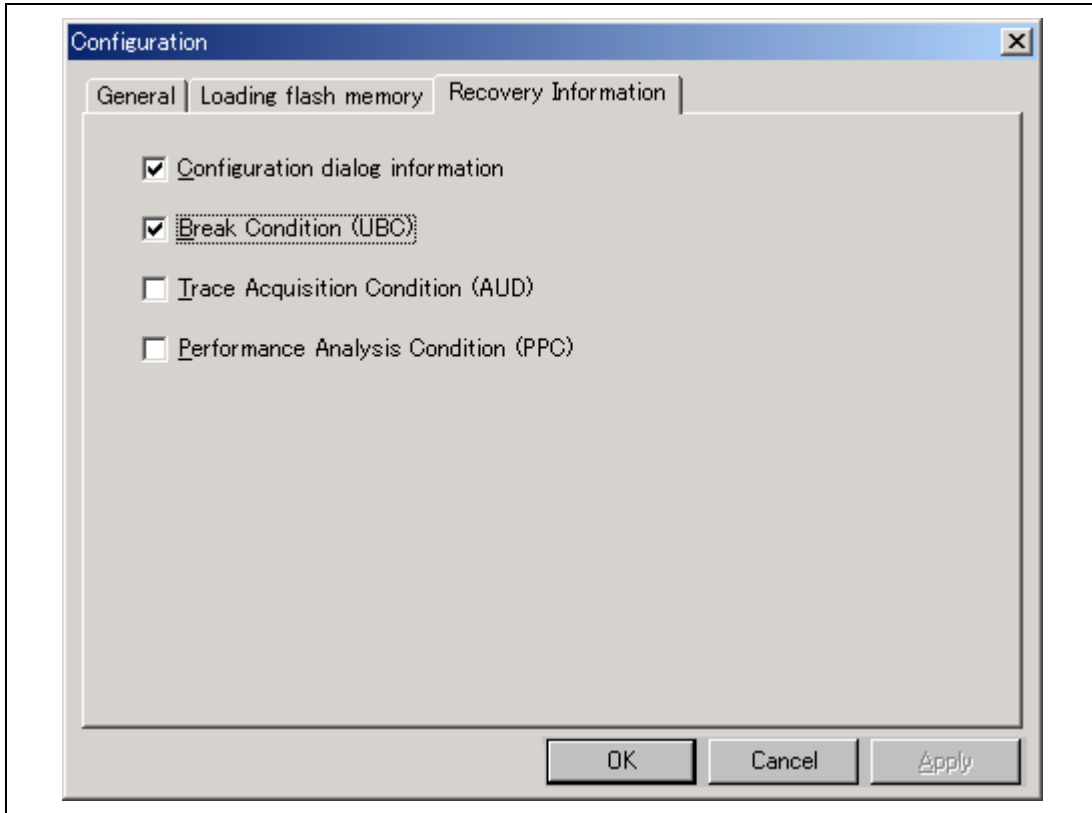 Configuration
General Loading flash memory Recovery Information
Configuration dialog information
Break Condition (UBC)
Trace Acquisition Condition (AUD)
Performance Analysis Condition (PPC)
OK Cancel Apply